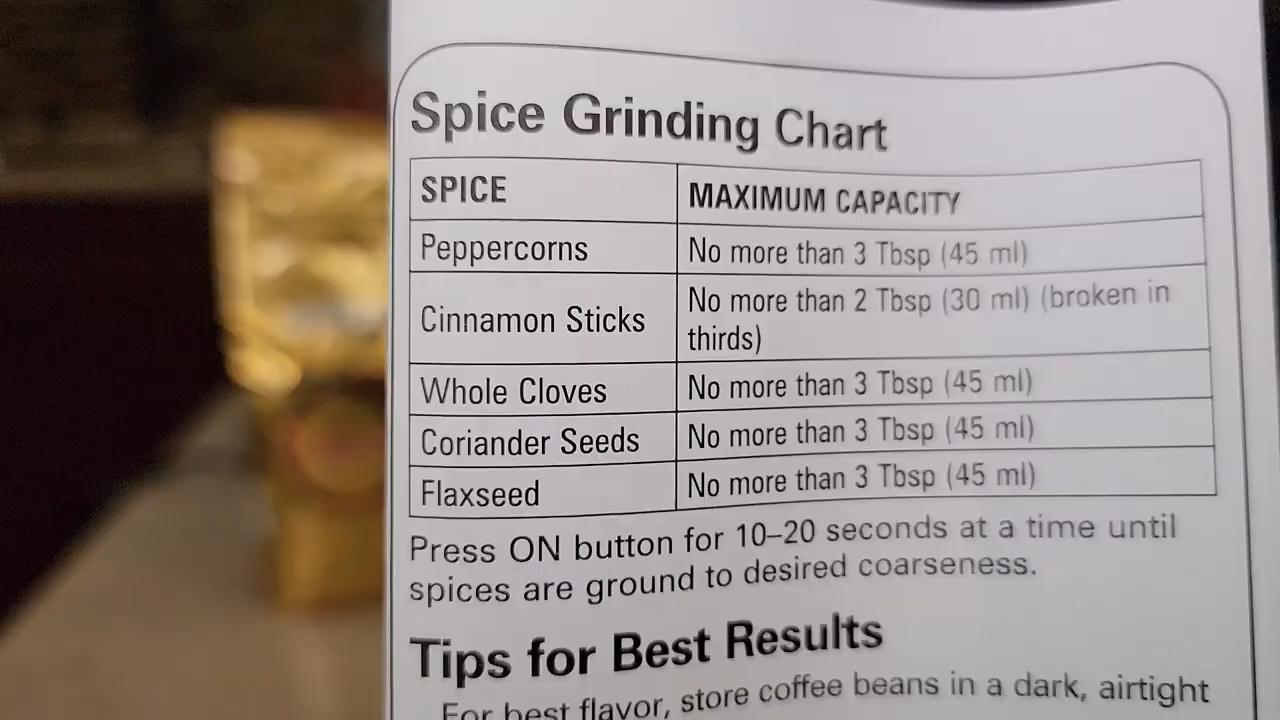 Spice Grinding Chart
SPICE MAXIMUM CAPACITY
Peppercorns No more than 3 Tbsp (45 ml)
Cinnamon Sticks No more than 2 Tbsp (30 ml) (broken in
thirds)
Whole Cloves No more than 3 Tbsp (45 ml)
Coriander Seeds No more than 3 Tbsp (45 ml)
Flaxseed No more than 3 Tbsp (45 ml)
Press ON button for 10–20 seconds at a time until
spices are ground to desired coarseness.
Tips for Best Results
For best flavor, store coffee beans in a dark, airtight